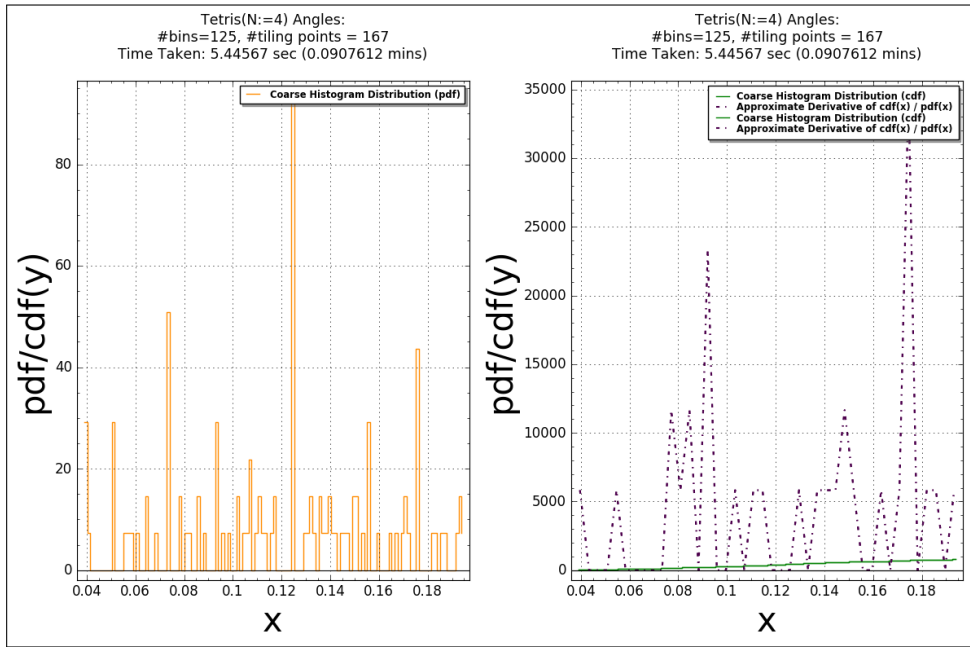 Tetris(N:=4) Angles:
#bins=125, #tiling points = 167
Time Taken: 5.44567 sec (0.0907612 mins)
Coarse Histogram Distribution (pdf)
pdf/cdf(y)
80
60
40
20
0
0.04 0.06 0.08 0.1 0.12 0.14 0.16 0.18
x
Tetris(N:=4) Angles:
#bins=125, #tiling points = 167
Time Taken: 5.44567 sec (0.0907612 mins)
Coarse Histogram Distribution (cdf)
Approximate Derivative of cdf(x) / pdf(x)
Coarse Histogram Distribution (cdf)
Approximate Derivative of cdf(x) / pdf(x)
pdf/cdf(y)
35000
30000
25000
20000
15000
10000
5000
0
0.04 0.06 0.08 0.1 0.12 0.14 0.16 0.18
x